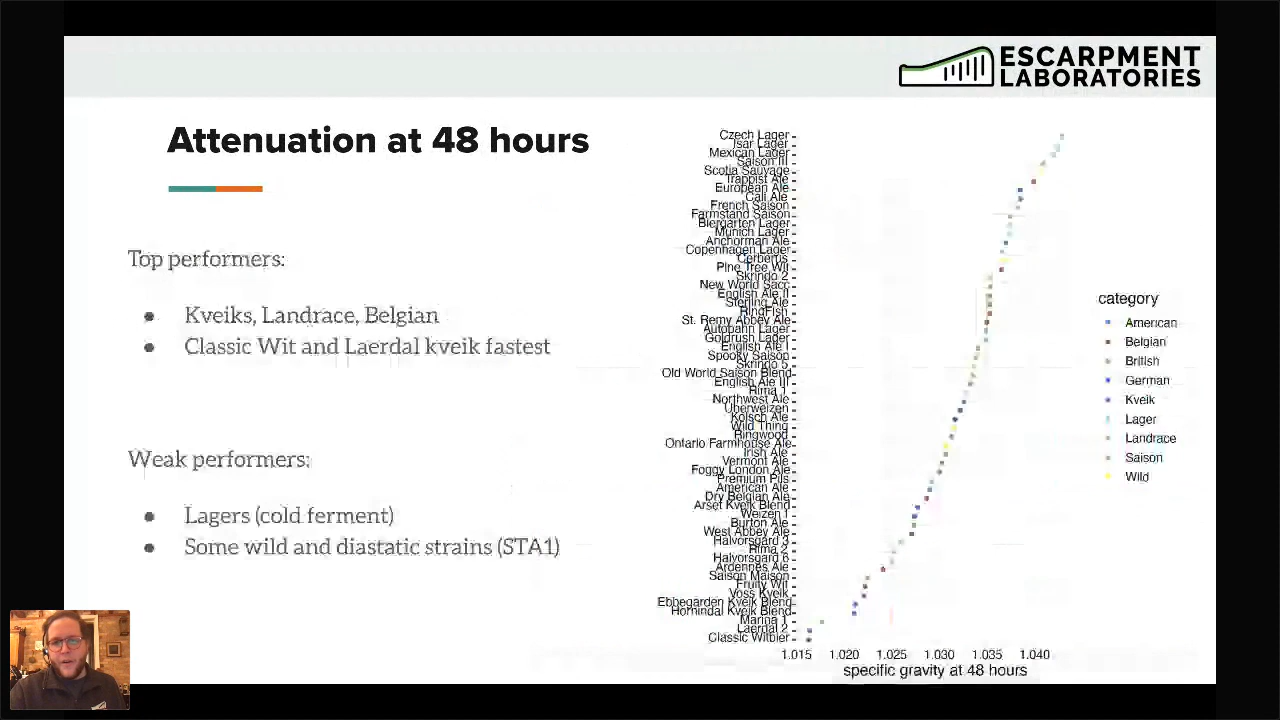 ESCARPMENT
LABORATORIES
Attenuation at 48 hours
Top performers:
Kveiks, Landrace, Belgian
Classic Wit and Laerdal kveik fastest
Weak performers:
Lagers (cold ferment)
Some wild and diastatic strains (STA1)
Czech Lager
Isar Lager
Mexican Lager
Saison III
Scotia Sauvage
Trappist Ale
European Ale
Cali Ale
French Saison
Farmstand Saison
Biergarten Lager
Munich Lager
Anchorman Ale
Copenhagen Lager
Cerberus
Pine Tree Wit
Skrindo 2
New World Sacc
English Ale II
Sterling Ale
RingFish
St. Remy Abbey Ale
Autobahn Lager
Goldrush Lager
English Ale I
Spooky Saison
Skrindo 5
Old World Saison Blend
English Ale III
Rima 1
Northwest Ale
Uberweizen
Kolsch Ale
Wild Thing
Ringwood
Ontario Farmhouse Ale
Irish Ale
Vermont Ale
Foggy London Ale
Premium Pils
American Ale
Dry Belgian Ale
Arset Kveik Blend
Weizen I
Burton Ale
West Abbey Ale
Halvorsgard 3
Rima 2
Halvorsgard 6
Ardennes Ale
Saison Maison
Fruity Wit
Voss Kveik
Ebbegarden Kveik Blend
Hornindal Kveik Blend
Marina 1
Laerdal 2
Classic Witbier
1.015 1.020 1.025 1.030 1.035 1.040
specific gravity at 48 hours
category
American
Belgian
British
German
Kveik
Lager
Landrace
Saison
Wild